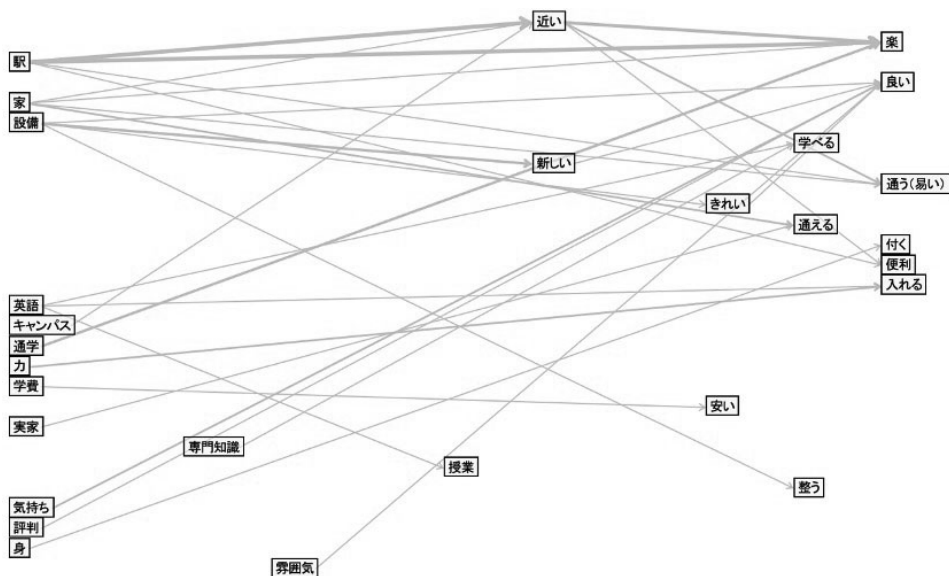 近い
楽
駅
良い
家
設備
学べる
新しい
通う(易い)
きれい
通える
付く
便利
入れる
英語
キャンパス
通学
力
学費
安い
実家
専門知識
授業
整う
気持ち
評判
身
雰囲気